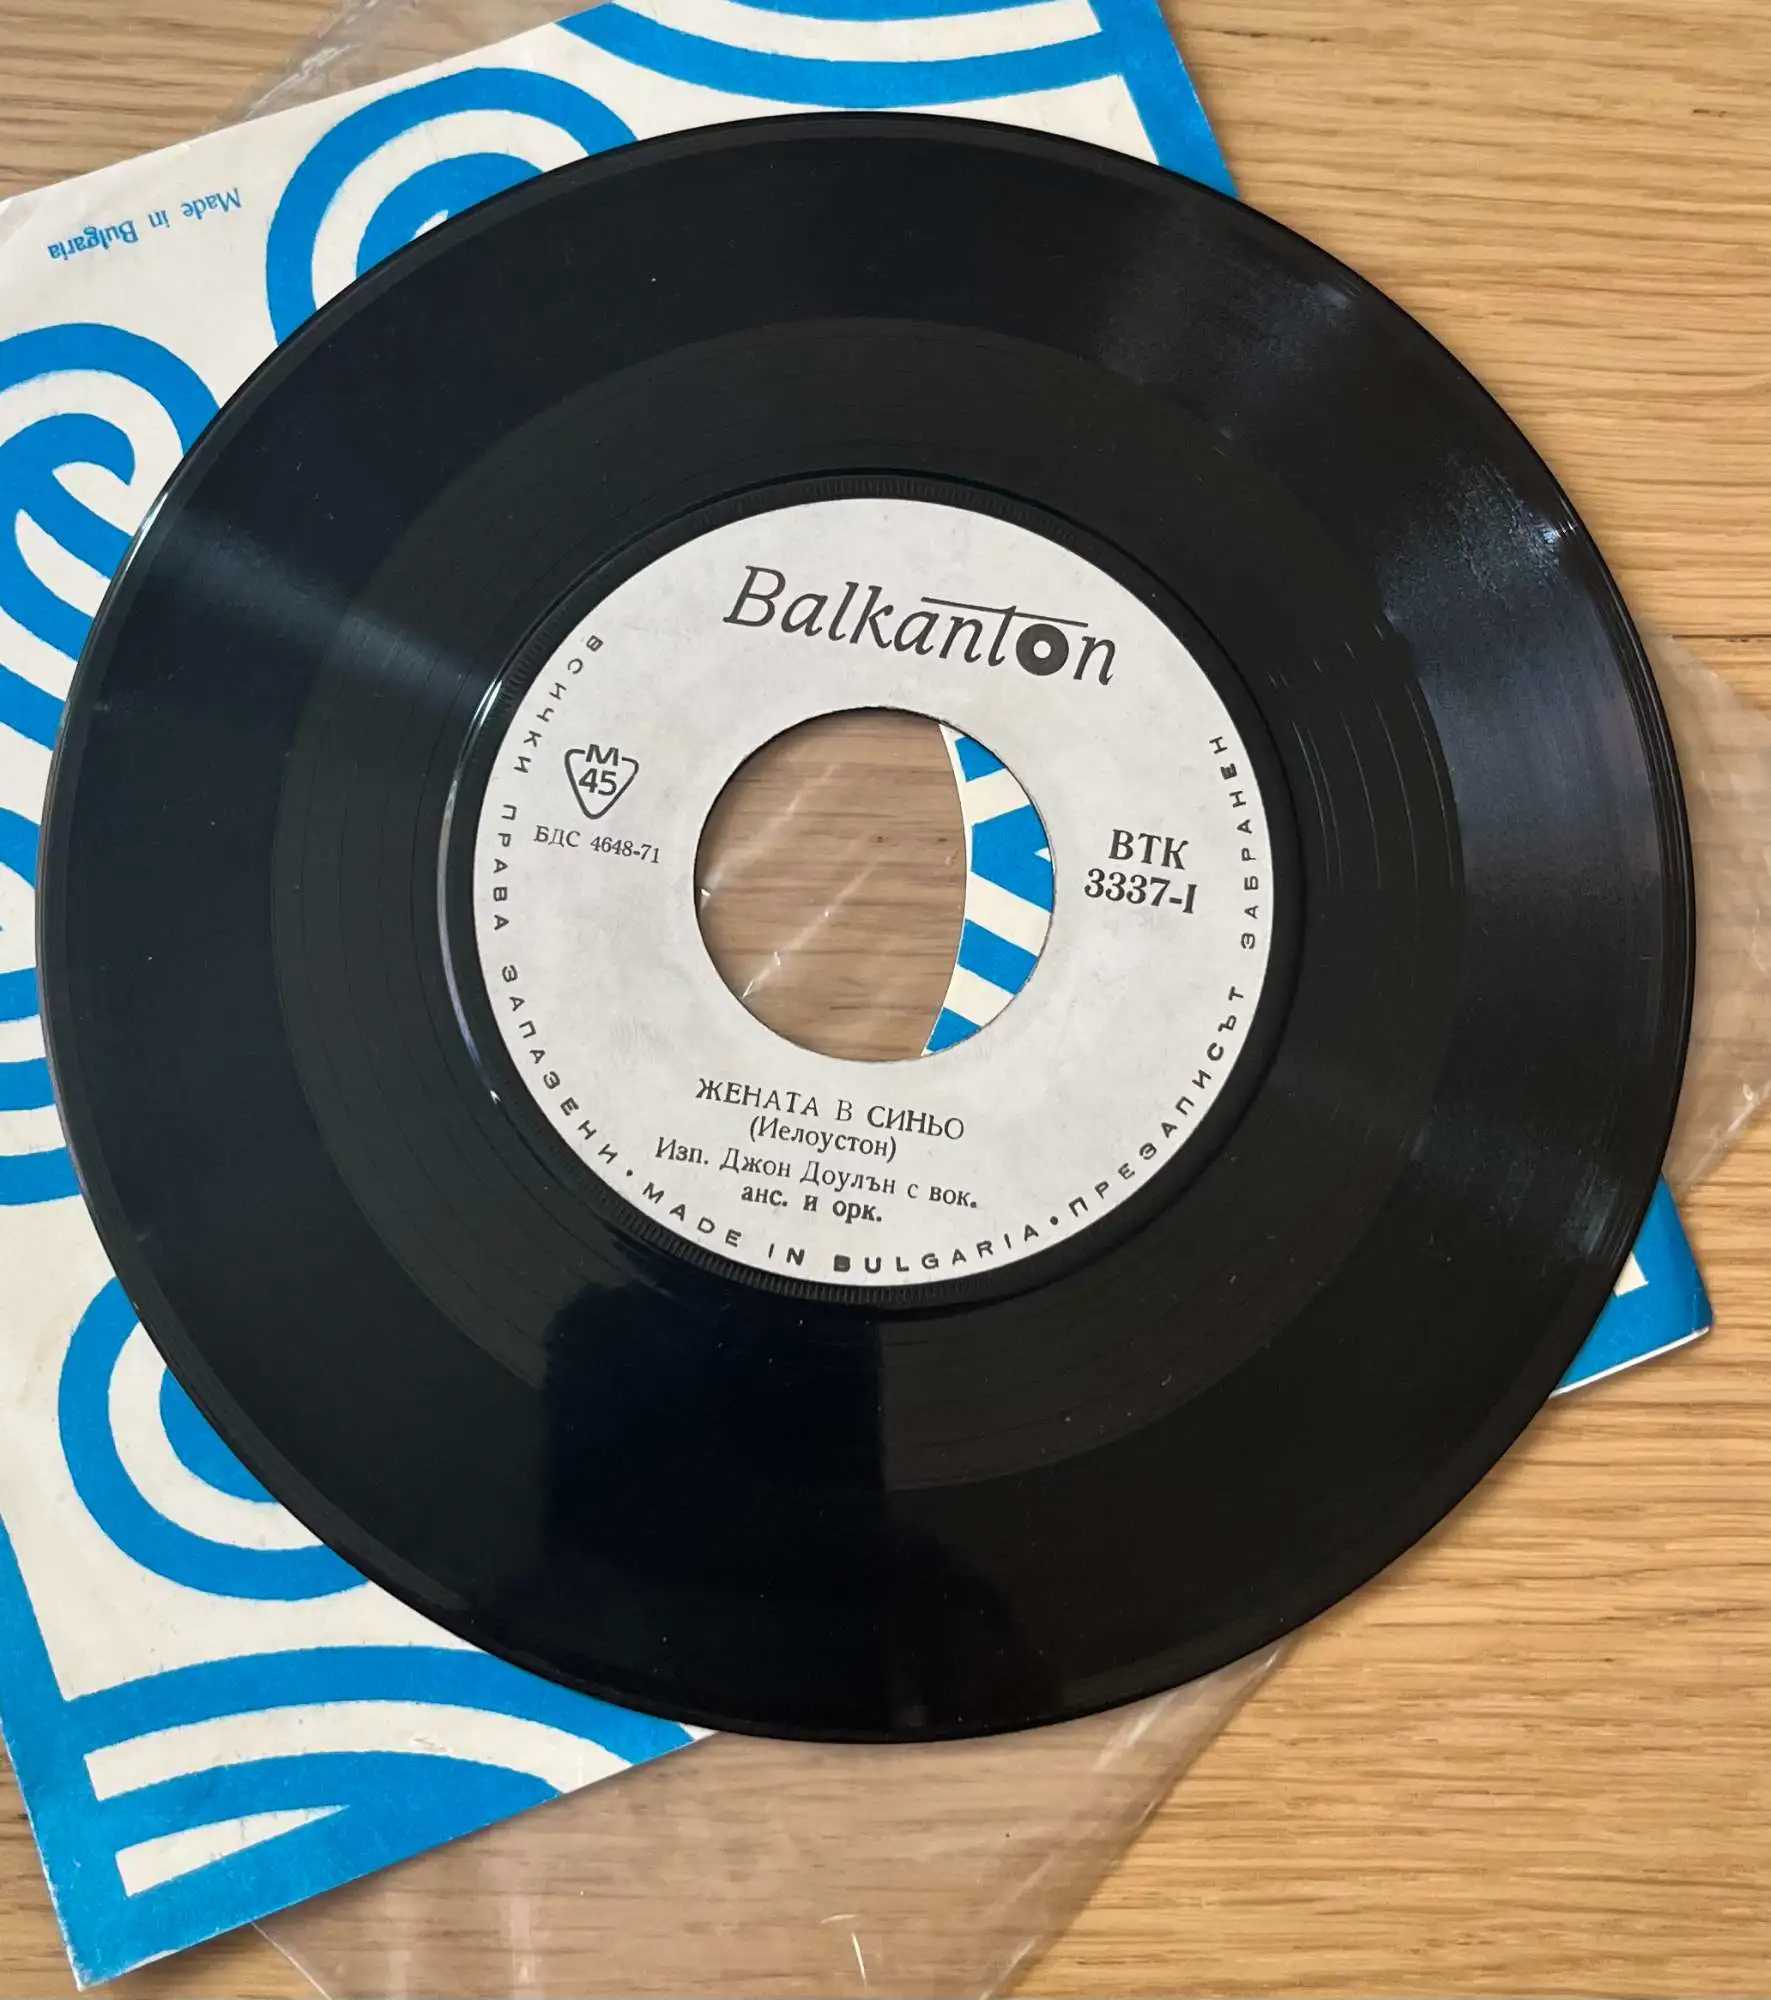 Made in Bulgaria
Balkanton
М
45
БДС 4648-71
ВТК
3337-I
ЖЕНАТА В СИНЬО
(Иелоустон)
Изп. Джон Доулън с вок.
анс. и орк.
ВСИЧКИ ПРАВА ЗАПАЗЕНИ • MADE IN BULGARIA • ПРЕЗАПИСЪТ ЗАБРАНЕН